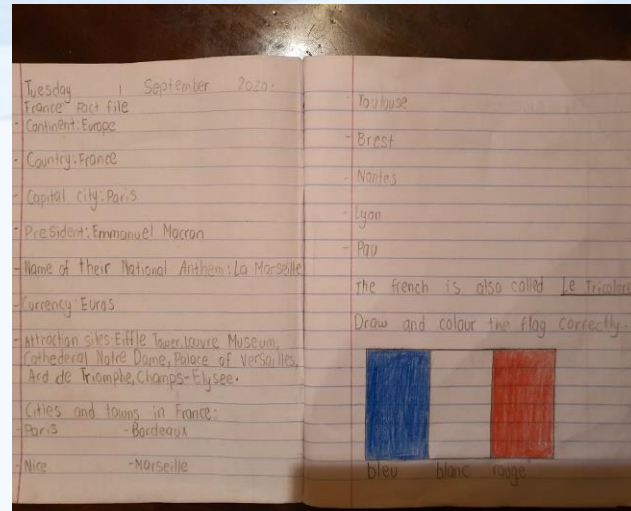 Tuesday 1 September 2020.
France Fact file
- Continent: Europe
- Country: France
- Capital city: Paris
- President: Emmanuel Macron
- Name of their National Anthem: La Marseille
- Currency: Euros
- Attraction sites: Eiffle Tower, Louvre Museum,
Cathederal Notre Dame, Palace of Versailles,
Arc de Triomphe, Champs-Elysee.
Cities and towns in France:
- Paris - Bordeaux
- Nice - Marseille
- Toulouse
- Brest
- Nantes
- Lyon
- Pau
The french is also called Le Tricolore
Draw and colour the flag correctly.
bleu blanc rouge